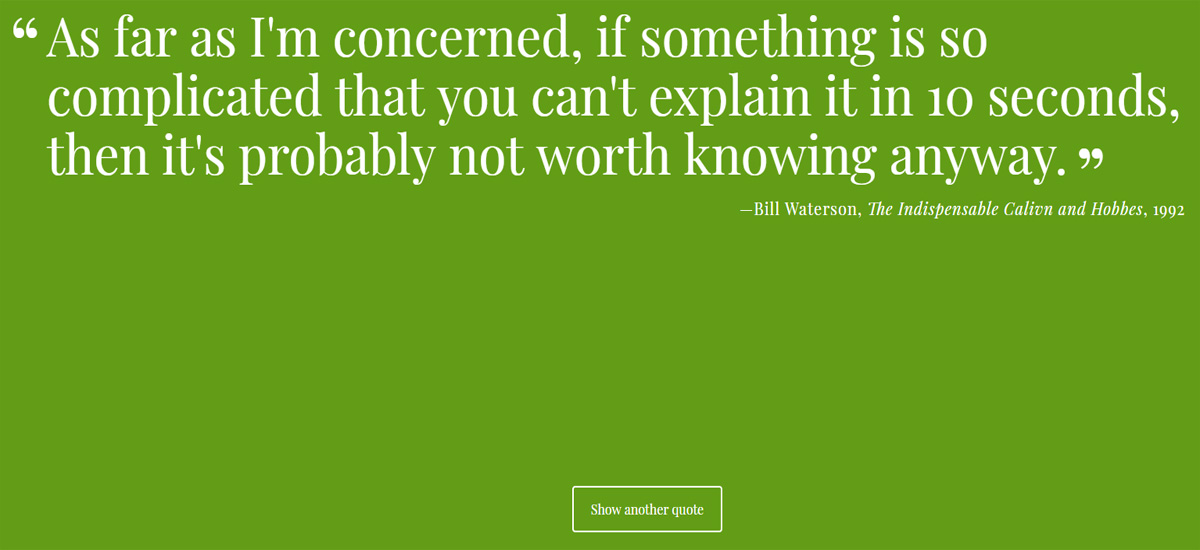 “ As far as I'm concerned, if something is so
complicated that you can't explain it in 10 seconds,
then it's probably not worth knowing anyway. ”
—Bill Waterson, The Indispensable Calivn and Hobbes, 1992
Show another quote